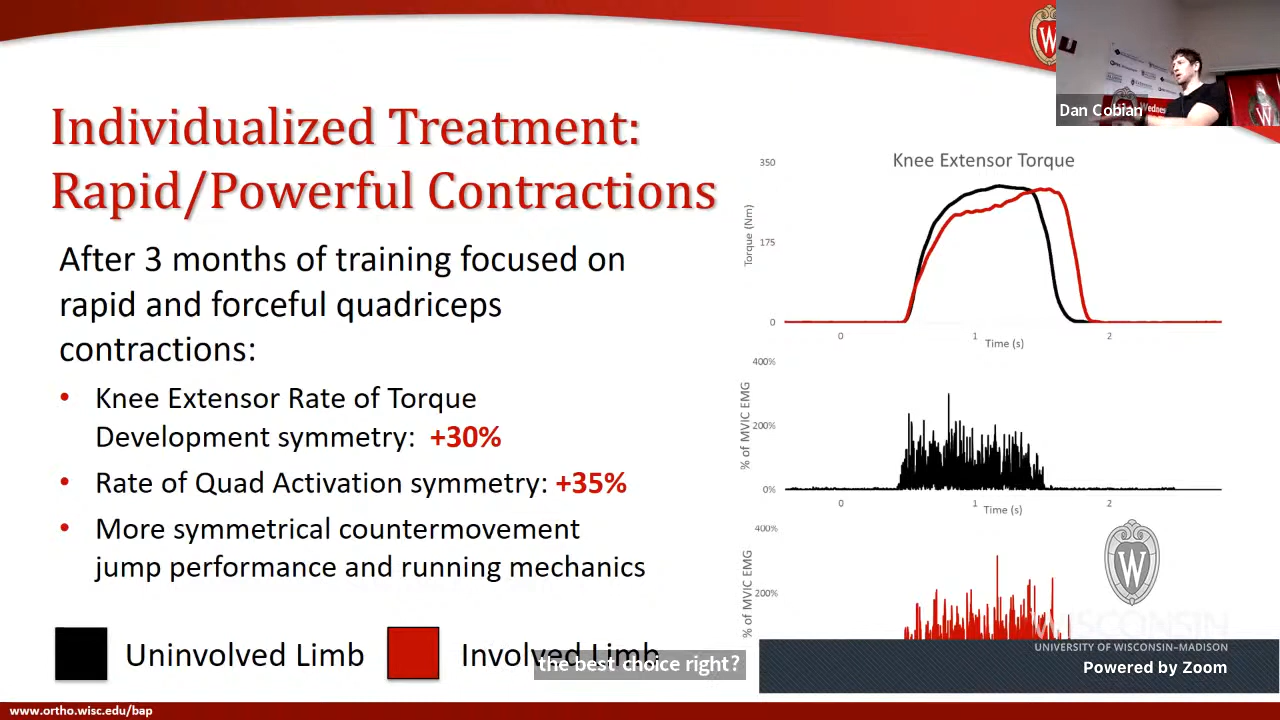 W
Dan Cobian
Wednes
Individualized Treatment:
Rapid/Powerful Contractions
After 3 months of training focused on
rapid and forceful quadriceps
contractions:
• Knee Extensor Rate of Torque
Development symmetry: +30%
• Rate of Quad Activation symmetry: +35%
• More symmetrical countermovement
jump performance and running mechanics
Uninvolved Limb
Involved Limb
the best choice right?
Knee Extensor Torque
350
175
0
Torque (Nm)
0 1 2
Time (s)
400%
200%
0%
% of MVIC EMG
0 1 2
Time (s)
400%
200%
% of MVIC EMG
W
WISCONSIN
UNIVERSITY OF WISCONSIN–MADISON
Powered by Zoom
www.ortho.wisc.edu/bap